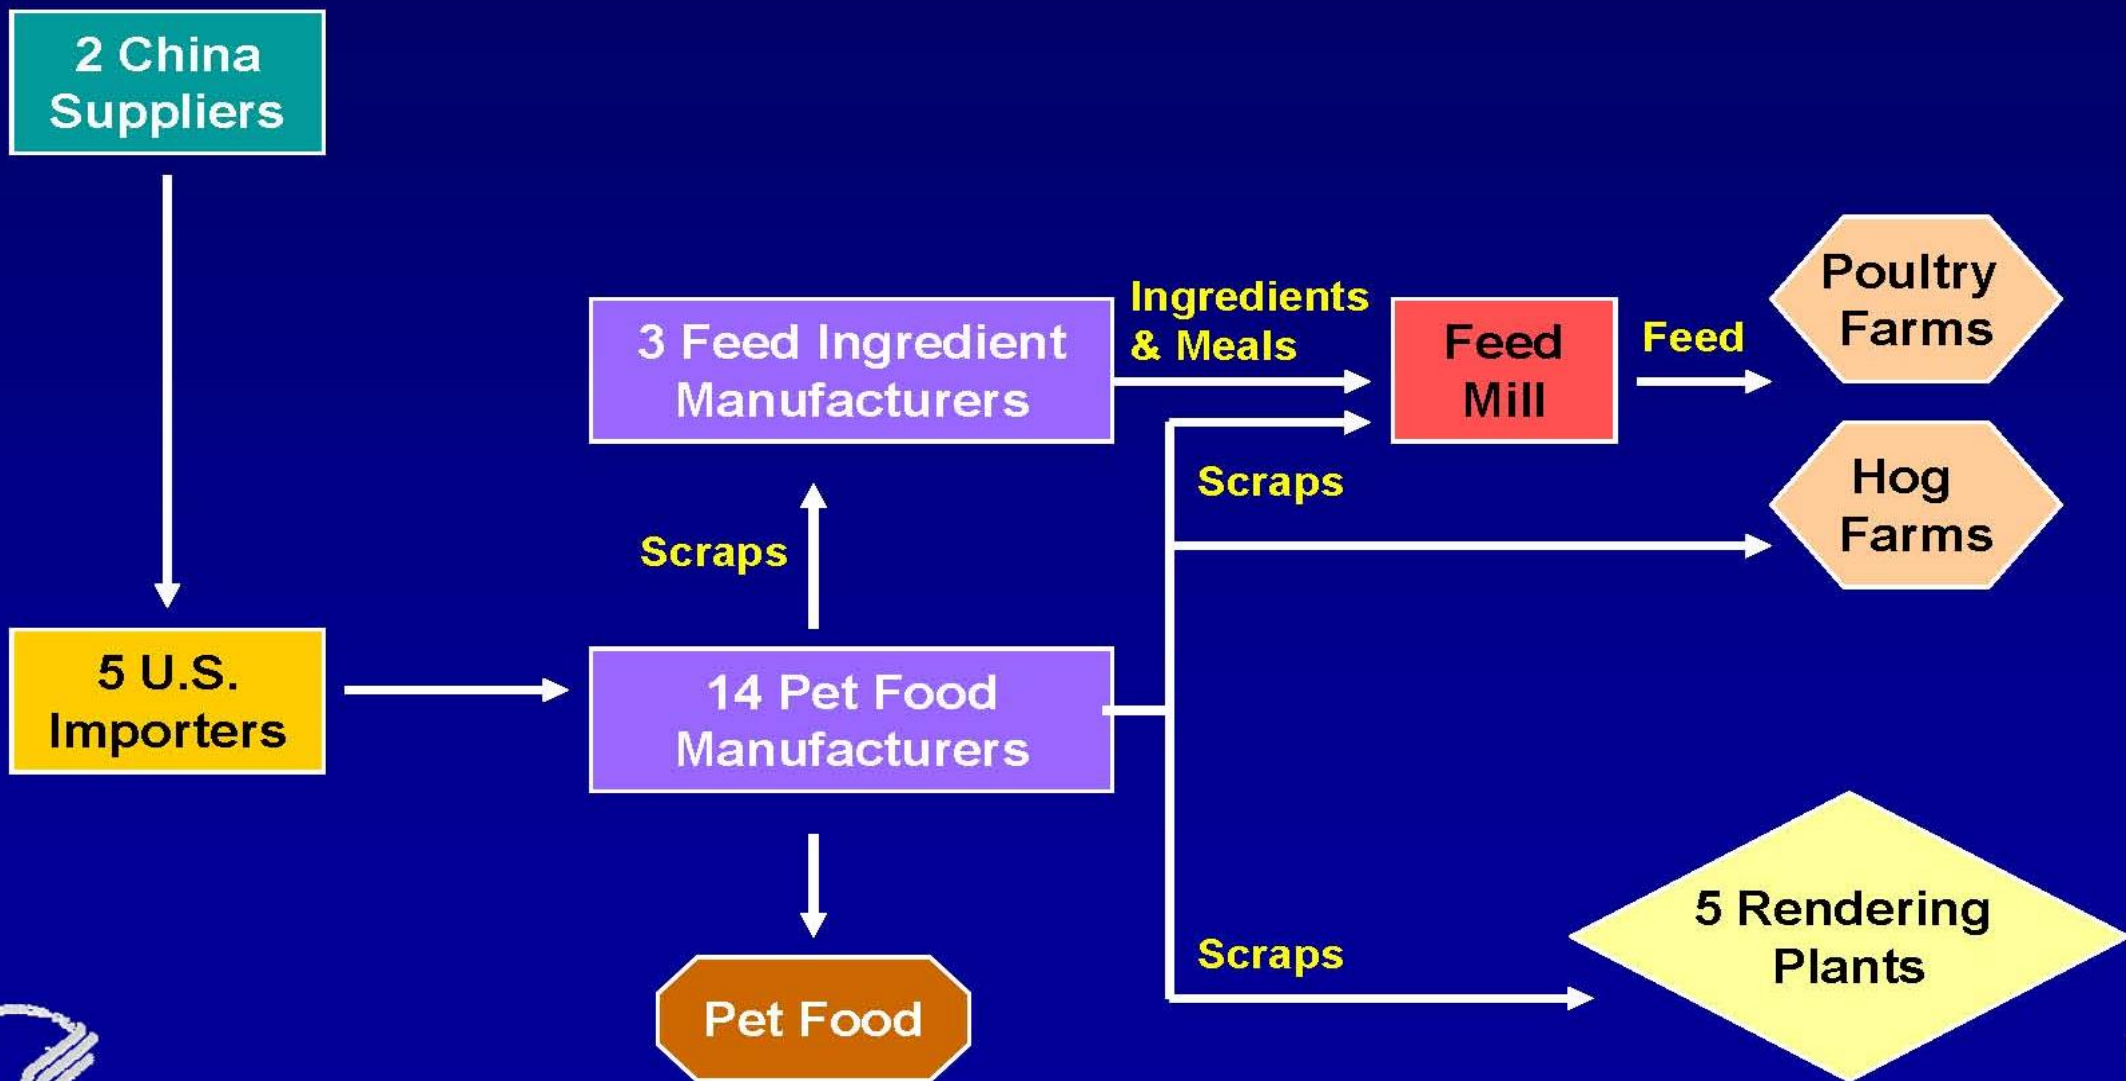 2 China
Suppliers
Poultry
Farms
Ingredients
& Meals
3 Feed Ingredient
Manufacturers
Feed
Mill
Feed
Hog
Farms
Scraps
Scraps
5 U.S.
Importers
14 Pet Food
Manufacturers
5 Rendering
Plants
Scraps
Pet Food